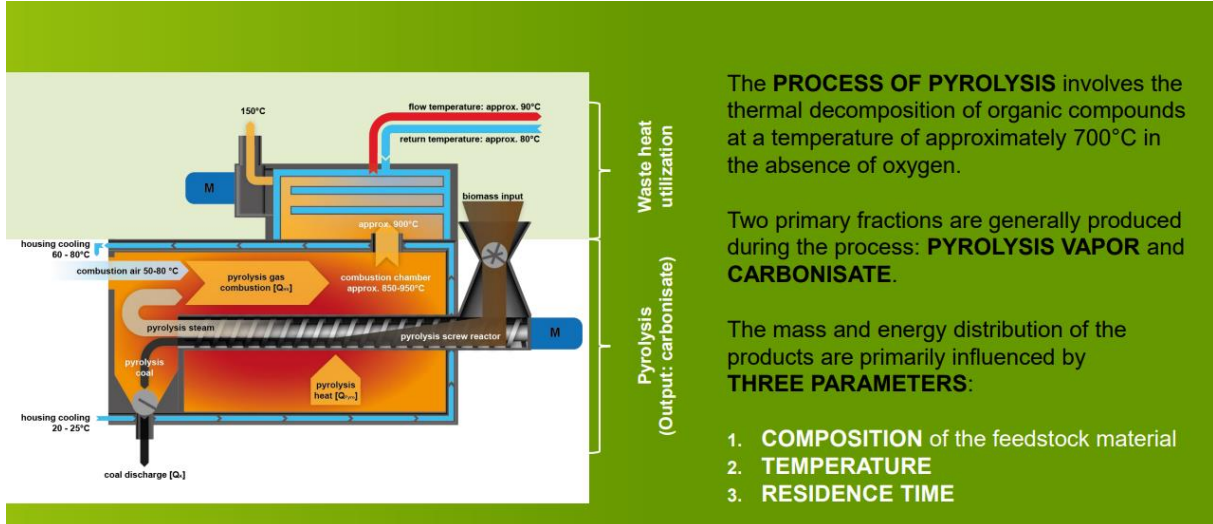 150°C
flow temperature: approx. 90°C
return temperature: approx. 80°C
M
biomass input
approx. 900°C
housing cooling
60 - 80°C
combustion air 50-80 °C
pyrolysis gas
combustion
combustion chamber
approx. 850-950°C
pyrolysis steam
pyrolysis screw reactor
M
pyrolysis
coal
pyrolysis
heat
housing cooling
20 - 25°C
coal discharge
Waste heat
utilization
Pyrolysis
(Output: carbonisate)
The PROCESS OF PYROLYSIS involves the
thermal decomposition of organic compounds
at a temperature of approximately 700°C in
the absence of oxygen.
Two primary fractions are generally produced
during the process: PYROLYSIS VAPOR and
CARBONISATE.
The mass and energy distribution of the
products are primarily influenced by
THREE PARAMETERS:
1. COMPOSITION of the feedstock material
2. TEMPERATURE
3. RESIDENCE TIME